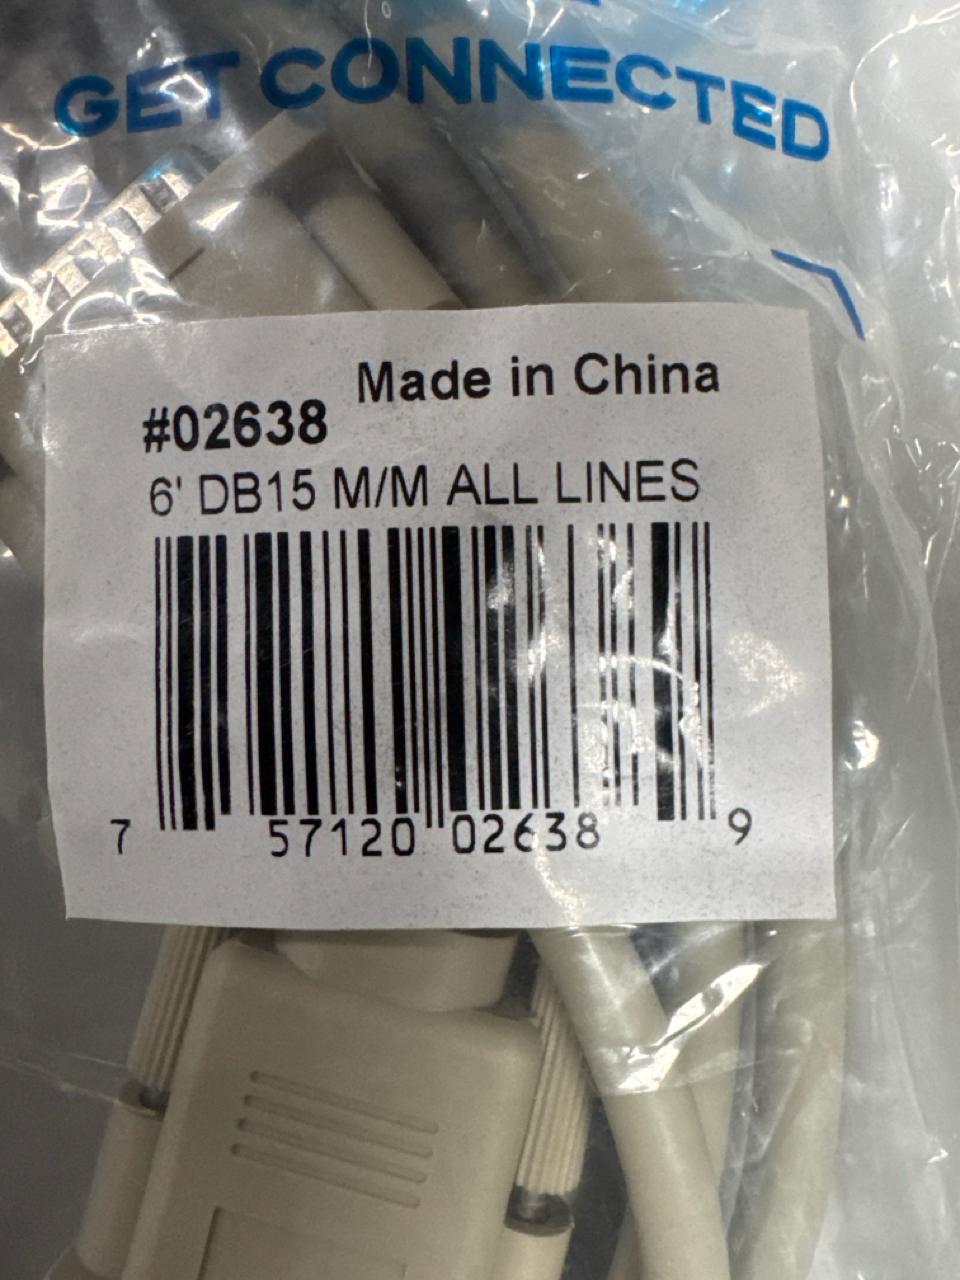 GET CONNECTED
Made in China
#02638
6' DB15 M/M ALL LINES
7 57120 02638 9